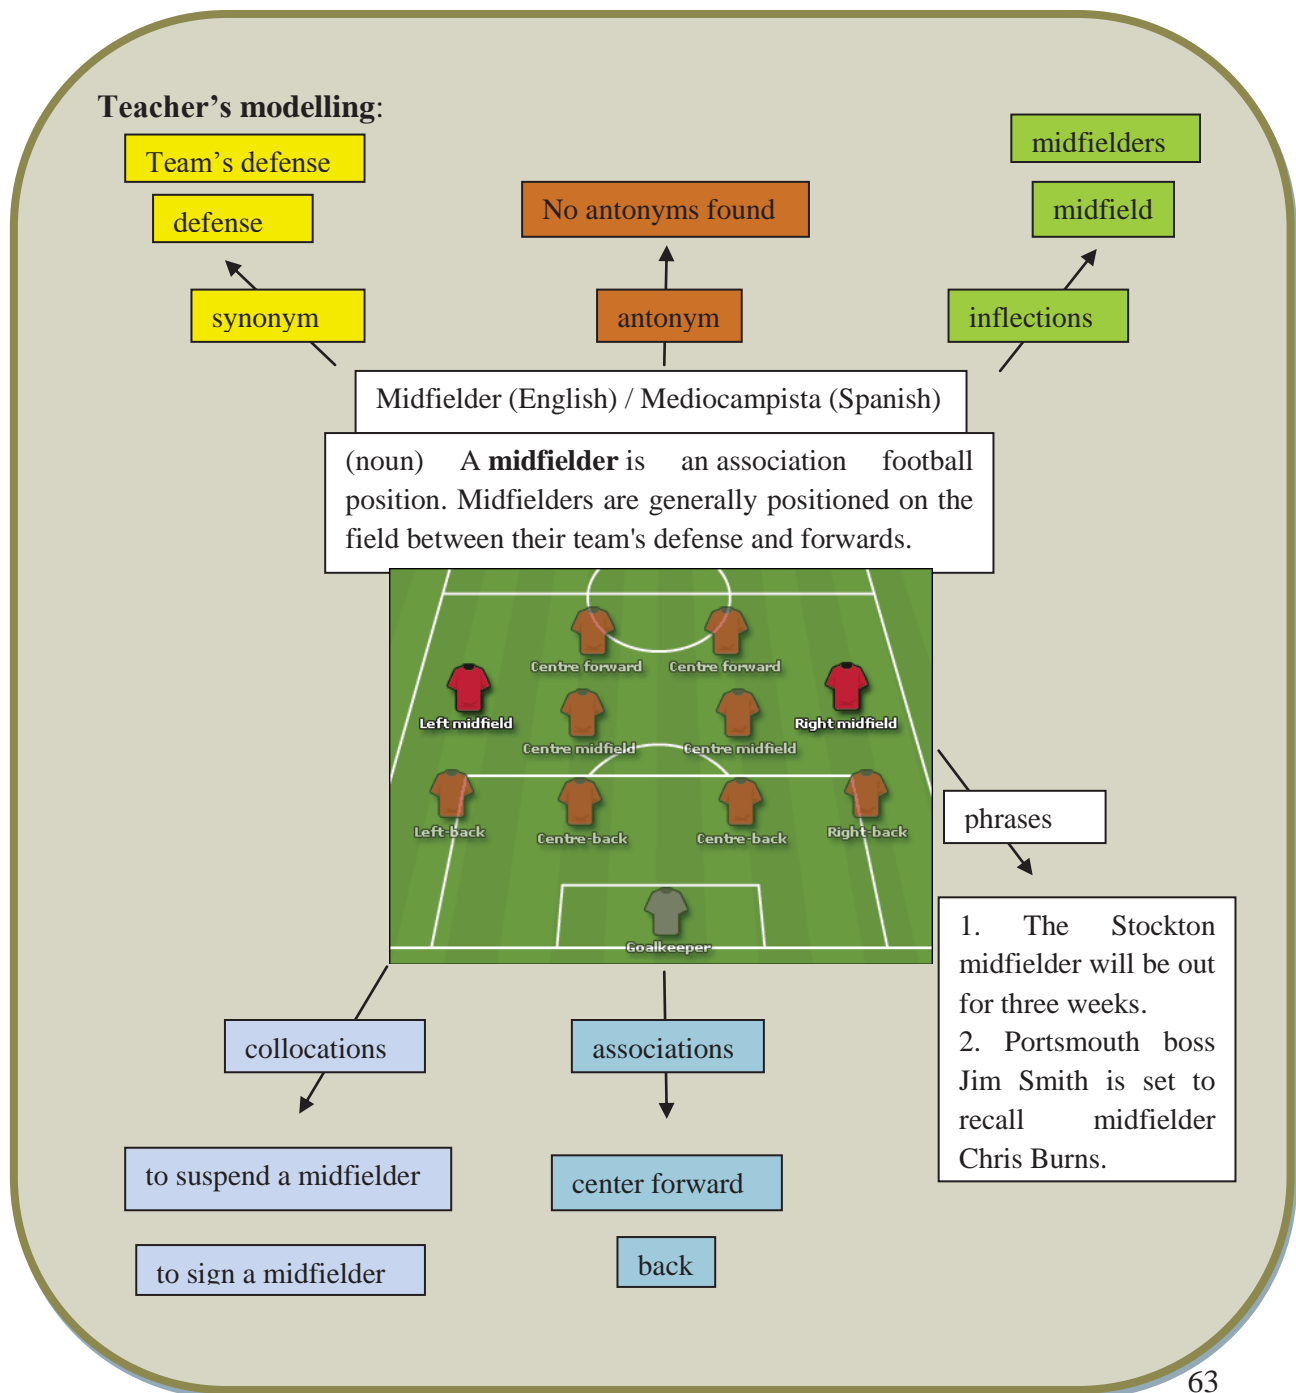 Teacher's modelling:
Team's defense
defense
synonym
No antonyms found
antonym
midfielders
midfield
inflections
Midfielder (English) / Mediocampista (Spanish)
(noun) A midfielder is an association football
position. Midfielders are generally positioned on the
field between their team's defense and forwards.
Centre forward Centre forward
Left midfield Right midfield
Centre midfield Centre midfield
Left-back Centre-back Centre-back Right-back
Goalkeeper
phrases
1. The Stockton
midfielder will be out
for three weeks.
2. Portsmouth boss
Jim Smith is set to
recall midfielder
Chris Burns.
collocations
to suspend a midfielder
to sign a midfielder
associations
center forward
back
63